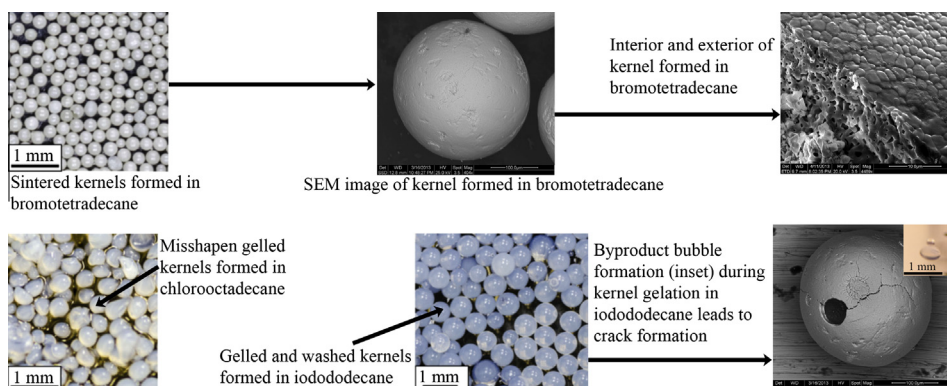 1 mm
Sintered kernels formed in
bromotetradecane
SEM image of kernel formed in bromotetradecane
Interior and exterior of
kernel formed in
bromotetradecane
Misshapen gelled
kernels formed in
chlorooctadecane
1 mm
Gelled and washed kernels
formed in iodododecane
1 mm
Byproduct bubble
formation (inset) during
kernel gelation in
iodododecane leads to
crack formation
1 mm